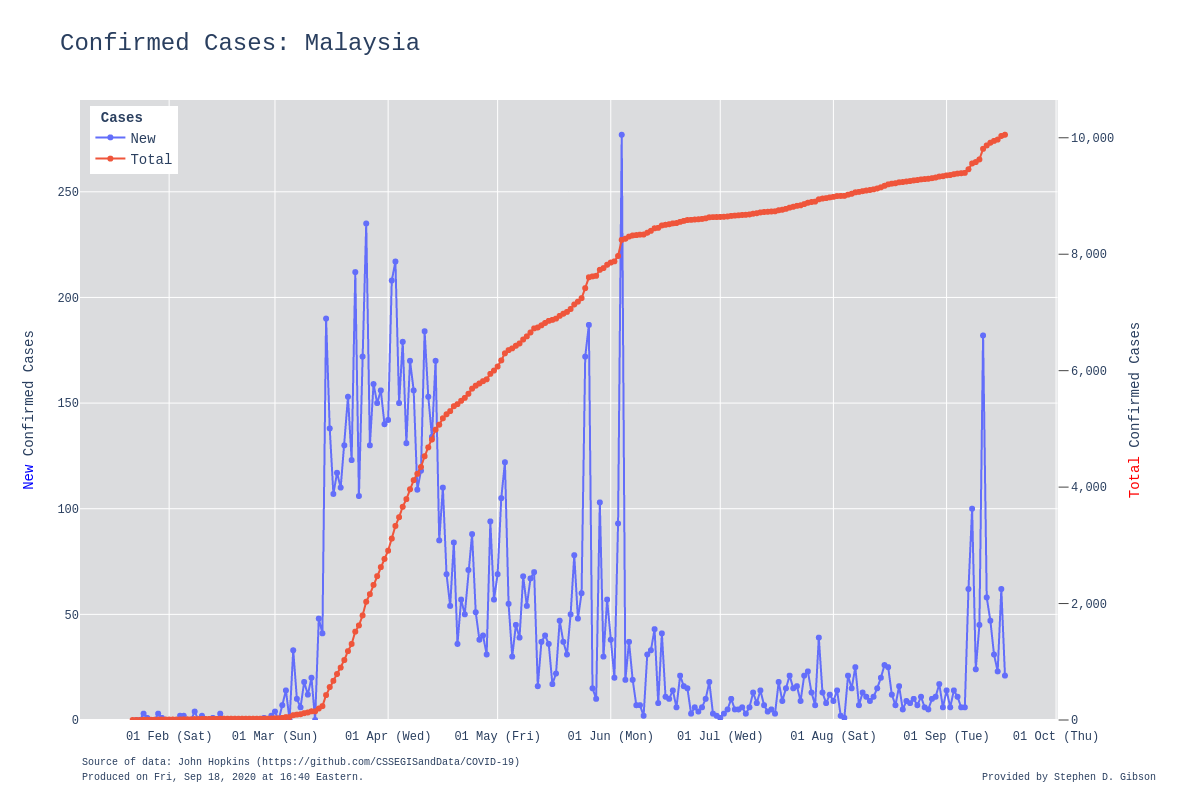 Confirmed Cases: Malaysia
Cases
New
Total
250
200
150
100
50
0
New Confirmed Cases
10,000
8,000
6,000
4,000
2,000
0
Total Confirmed Cases
01 Feb (Sat) 01 Mar (Sun) 01 Apr (Wed) 01 May (Fri) 01 Jun (Mon) 01 Jul (Wed) 01 Aug (Sat) 01 Sep (Tue) 01 Oct (Thu)
Source of data: John Hopkins (https://github.com/CSSEGISandData/COVID-19)
Produced on Fri, Sep 18, 2020 at 16:40 Eastern.
Provided by Stephen D. Gibson